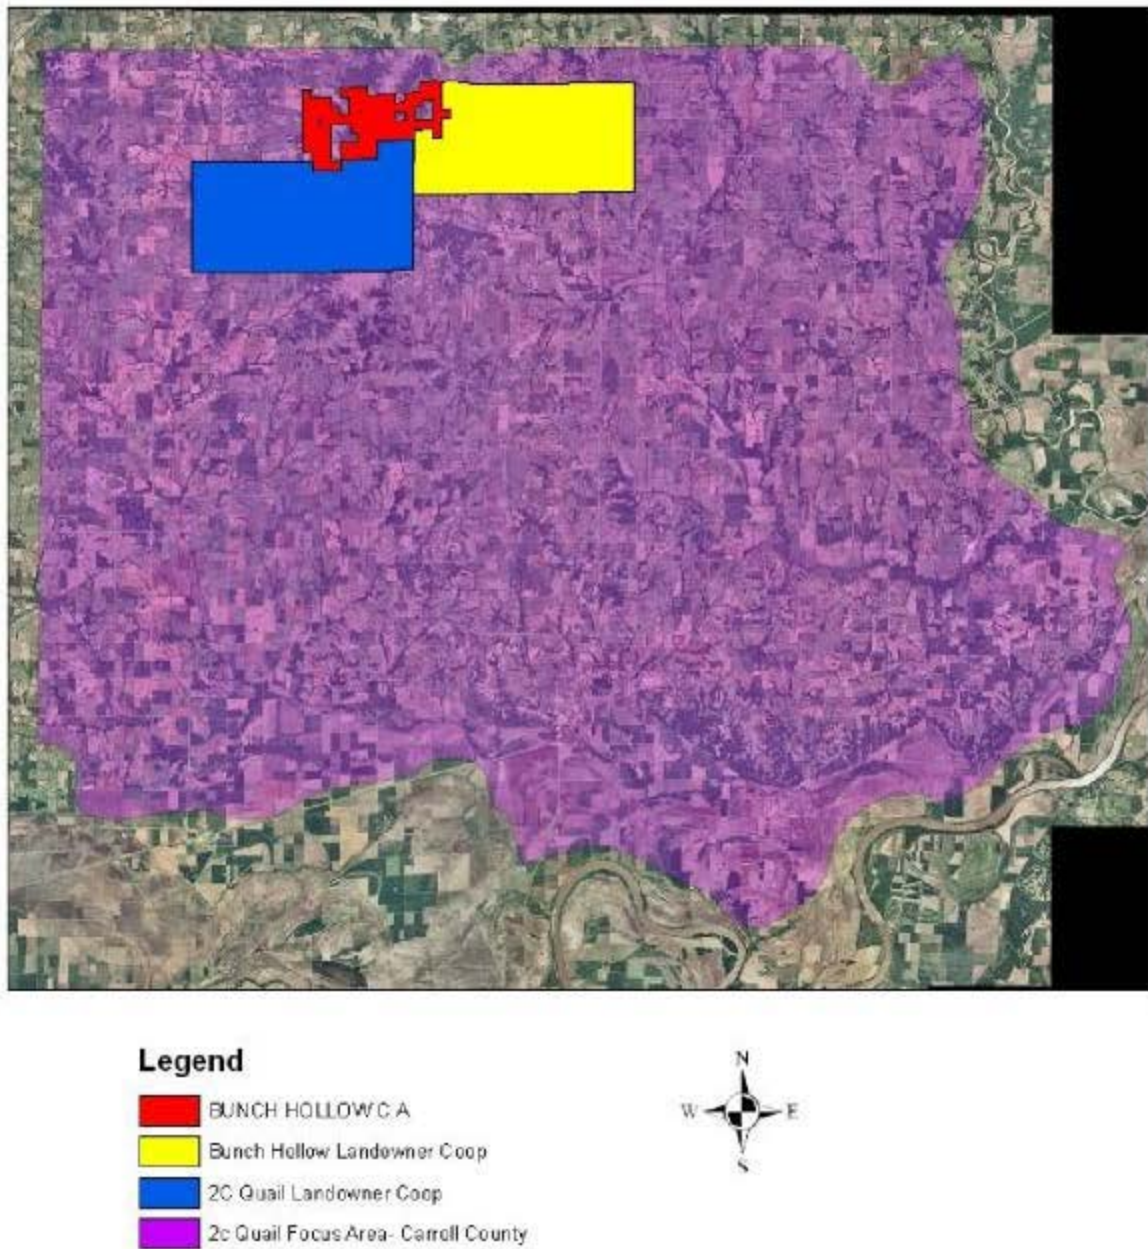 Legend
BUNCH HOLLOW C A
Bunch Hollow Landowner Coop
2C Quail Landowner Coop
2c Quail Focus Area- Carroll County
N
W E
S